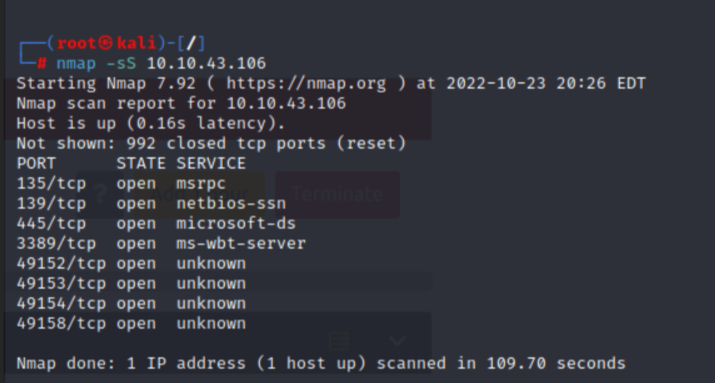 ┌──(root㉿kali)-[/]
└─# nmap -sS 10.10.43.106
Starting Nmap 7.92 ( https://nmap.org ) at 2022-10-23 20:26 EDT
Nmap scan report for 10.10.43.106
Host is up (0.16s latency).
Not shown: 992 closed tcp ports (reset)
PORT      STATE SERVICE
135/tcp   open  msrpc
139/tcp   open  netbios-ssn
445/tcp   open  microsoft-ds
3389/tcp  open  ms-wbt-server
49152/tcp open  unknown
49153/tcp open  unknown
49154/tcp open  unknown
49158/tcp open  unknown
Nmap done: 1 IP address (1 host up) scanned in 109.70 seconds
? Terminate